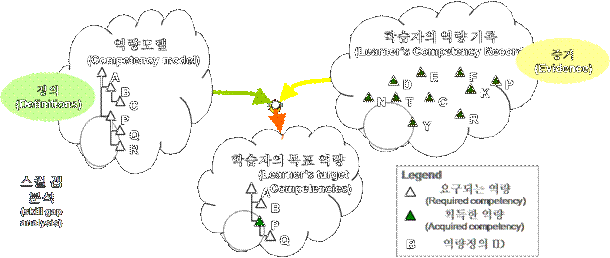 역량모델
(Competency model)
A
B
C
P
Q
R
정의
(Definitions)
학습자의 역량 기록
(Learner's Competency Record)
D
E
F
K
P
N
T
C
R
Y
증거
(Evidence)
학습자의 목표 역량
(Learner's target
Competencies)
A
B
P
Q
스킬 갭
분석
(skill gap
analysis)
Legend
요구되는 역량
(Required competency)
획득한 역량
(Acquired competency)
B 역량정의 ID